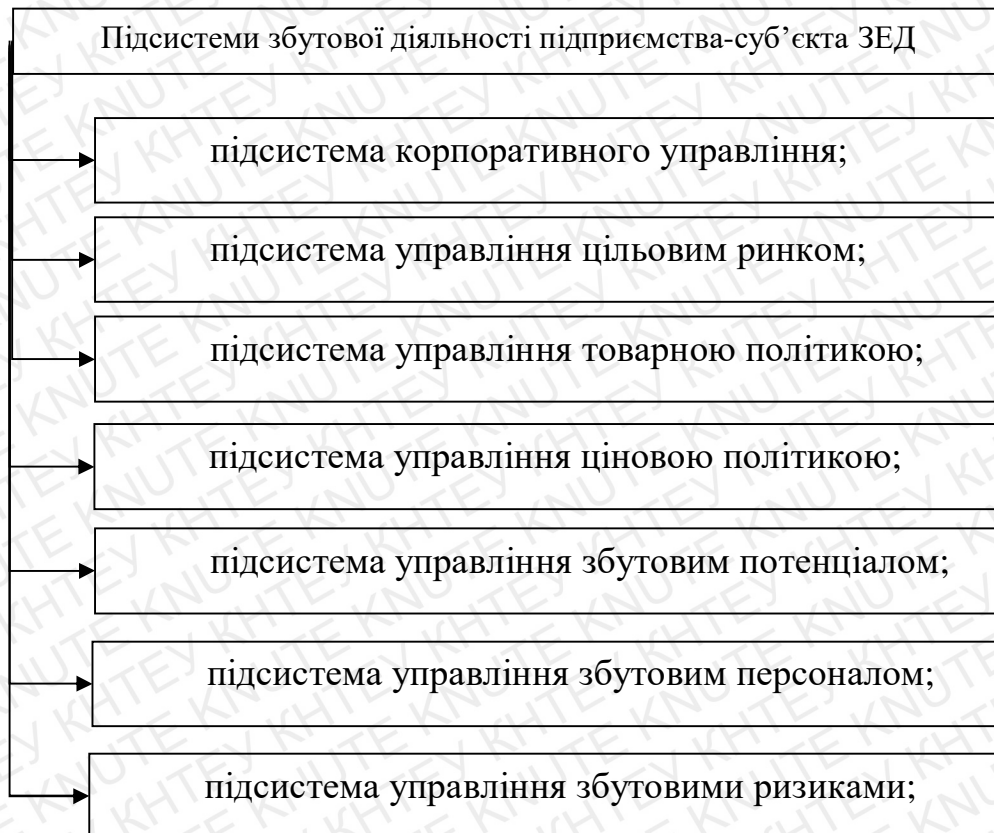 Підсистеми збутової діяльності підприємства-суб’єкта ЗЕД
підсистема корпоративного управління;
підсистема управління цільовим ринком;
підсистема управління товарною політикою;
підсистема управління ціновою політикою;
підсистема управління збутовим потенціалом;
підсистема управління збутовим персоналом;
підсистема управління збутовими ризиками;